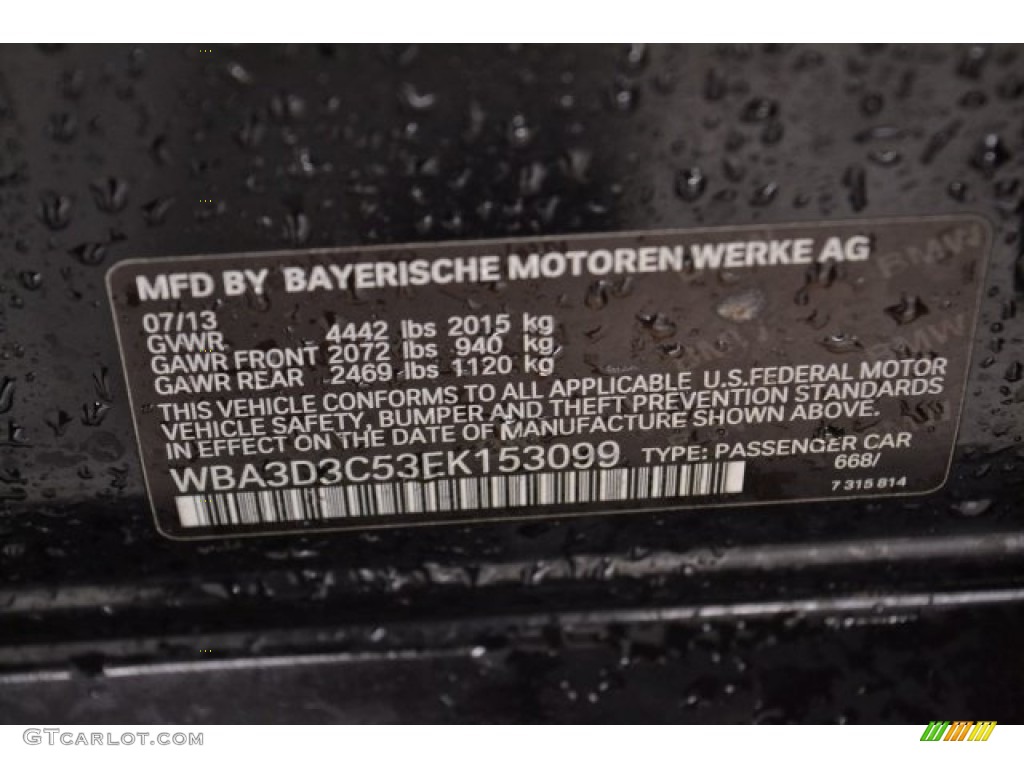 MFD BY BAYERISCHE MOTOREN WERKE AG
07/13
GVWR 4442 lbs 2015 kg
GAWR FRONT 2072 lbs 940 kg
GAWR REAR 2469 lbs 1120 kg
THIS VEHICLE CONFORMS TO ALL APPLICABLE U.S.FEDERAL MOTOR
VEHICLE SAFETY, BUMPER AND THEFT PREVENTION STANDARDS
IN EFFECT ON THE DATE OF MANUFACTURE SHOWN ABOVE.
WBA3D3C53EK153099 TYPE: PASSENGER CAR
668/
7 315 814
BMW
BMW
BMW
GTCARLOT.COM